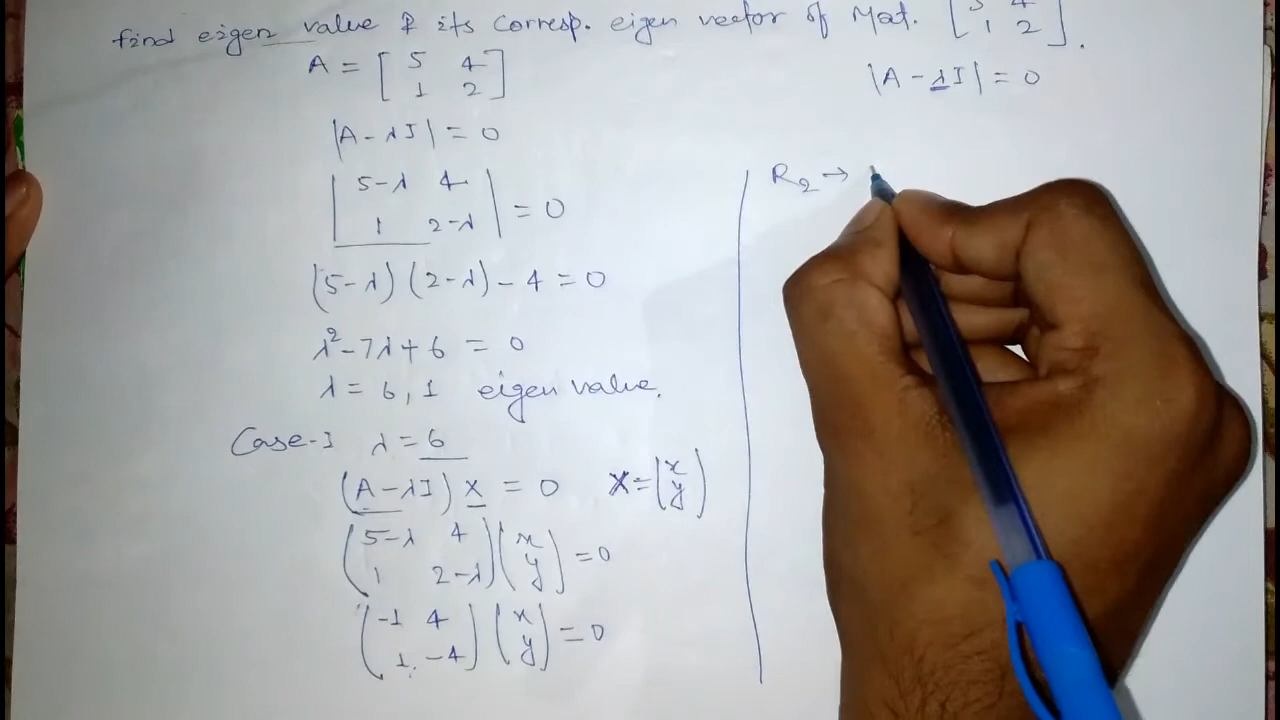 find eigen value & its corresp. eigen vector of Mat. [5 4
1 2].
A = [5 4
1 2]
|A - λI| = 0
|5-λ 4
1 2-λ| = 0
(5-λ)(2-λ) - 4 = 0
λ² - 7λ + 6 = 0
λ = 6, 1 eigen value.
Case-I λ = 6
(A - λI) X = 0 X = (x
y)
(5-λ 4
1 2-λ)(x
y) = 0
(-1 4
1 -4)(x
y) = 0
|A - λI| = 0
R₂ →